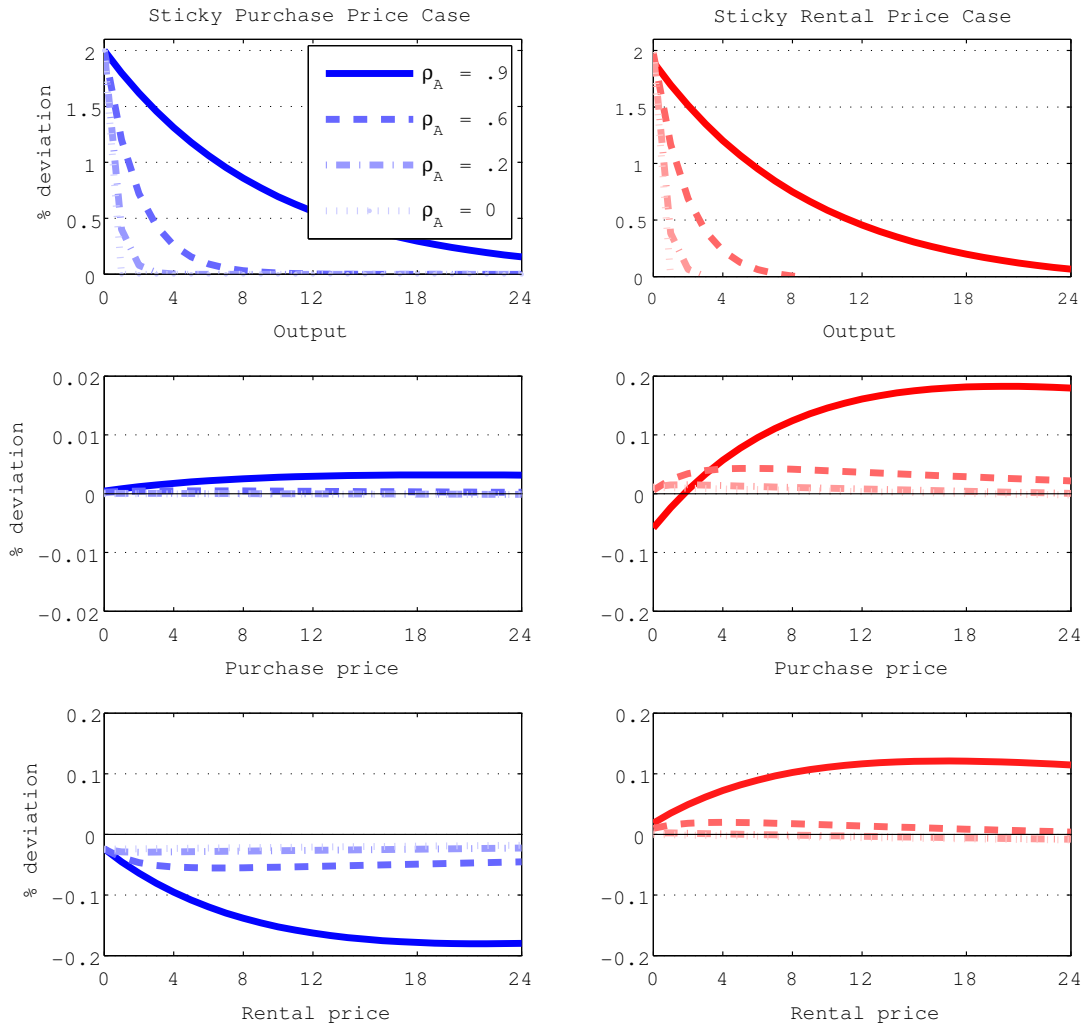 Sticky Purchase Price Case
% deviation
2
1.5
1
0.5
0
ρA = .9
ρA = .6
ρA = .2
ρA = 0
0 4 8 12 18 24
Output
Sticky Rental Price Case
2
1.5
1
0.5
0
0 4 8 12 18 24
Output
% deviation
0.02
0.01
0
−0.01
−0.02
0 4 8 12 18 24
Purchase price
0.2
0.1
0
−0.1
−0.2
0 4 8 12 18 24
Purchase price
% deviation
0.2
0.1
0
−0.1
−0.2
0 4 8 12 18 24
Rental price
0.2
0.1
0
−0.1
−0.2
0 4 8 12 18 24
Rental price